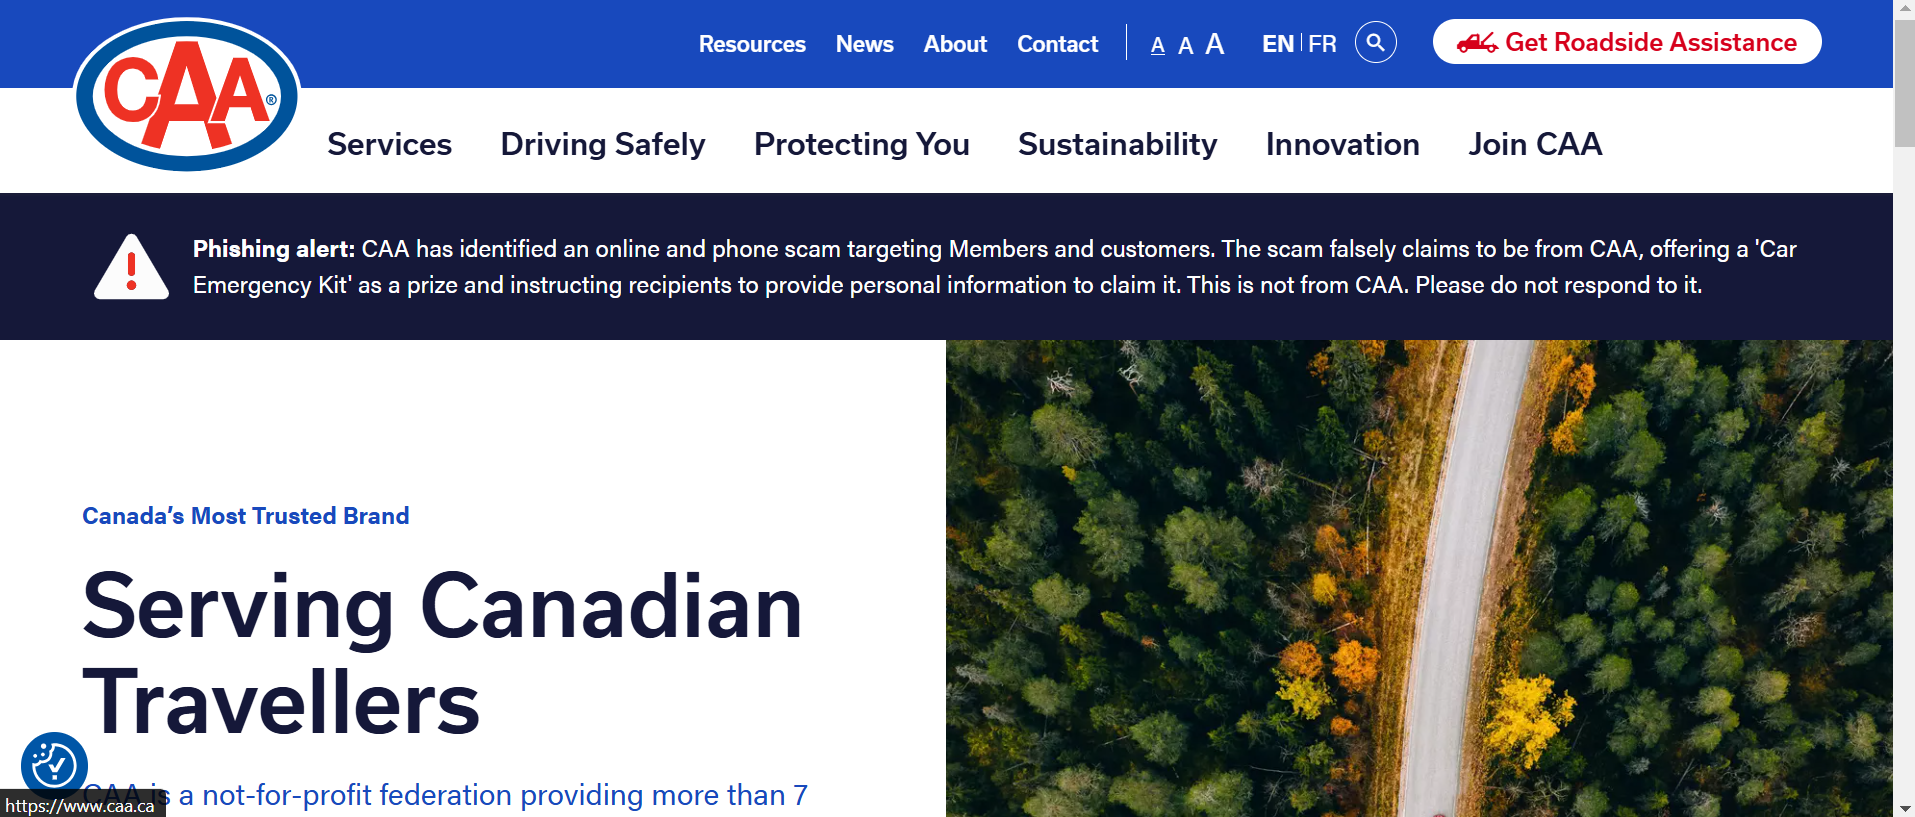 Resources News About Contact A A A EN FR Get Roadside Assistance
CAA®
Services Driving Safely Protecting You Sustainability Innovation Join CAA
Phishing alert: CAA has identified an online and phone scam targeting Members and customers. The scam falsely claims to be from CAA, offering a 'Car
Emergency Kit' as a prize and instructing recipients to provide personal information to claim it. This is not from CAA. Please do not respond to it.
Canada’s Most Trusted Brand
Serving Canadian
Travellers
CAA is a not-for-profit federation providing more than 7
https://www.caa.ca